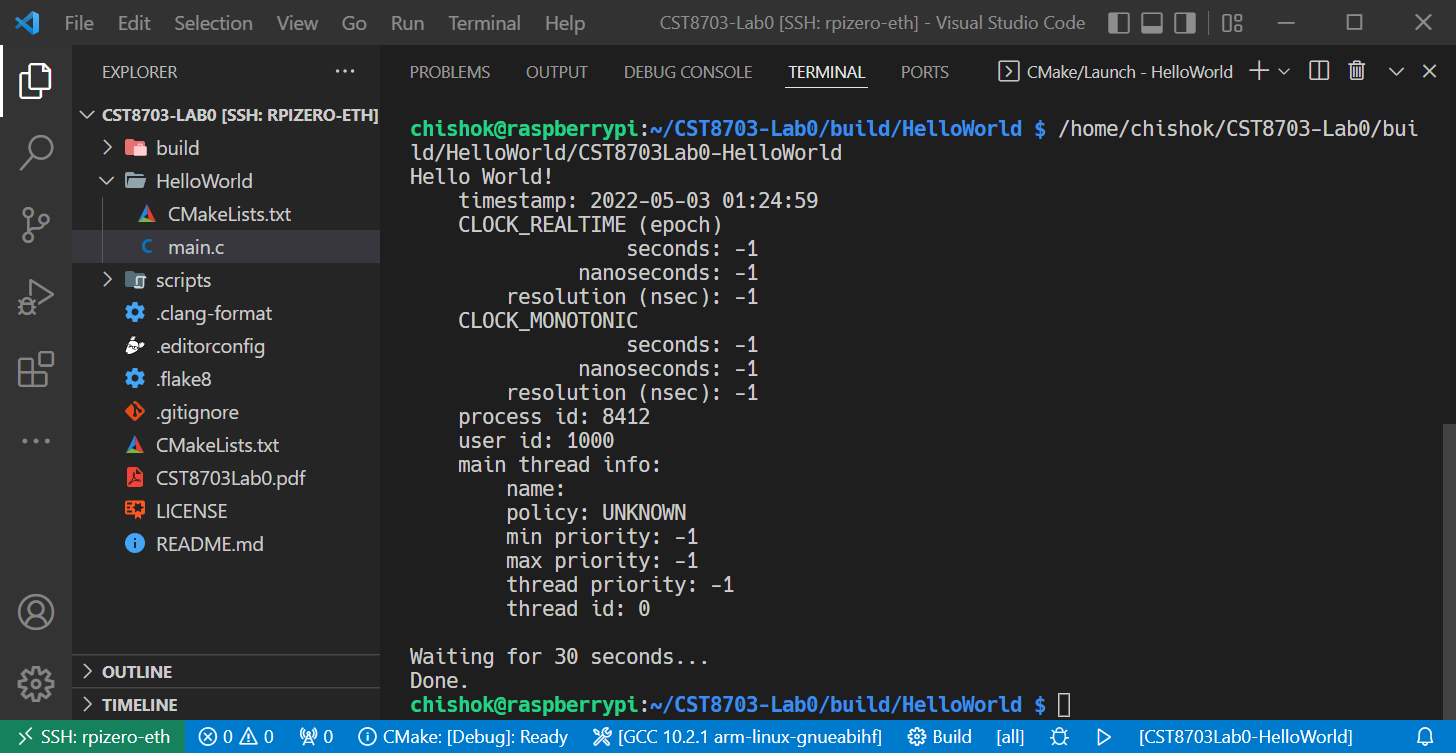 File Edit Selection View Go Run Terminal Help CST8703-Lab0 [SSH: rpizero-eth] - Visual Studio Code
EXPLORER
CST8703-LAB0 [SSH: RPIZERO-ETH]
build
HelloWorld
CMakeLists.txt
C main.c
scripts
.clang-format
.editorconfig
.flake8
.gitignore
CMakeLists.txt
CST8703Lab0.pdf
LICENSE
README.md
OUTLINE
TIMELINE
PROBLEMS OUTPUT DEBUG CONSOLE TERMINAL PORTS CMake/Launch - HelloWorld
chishok@raspberrypi:~/CST8703-Lab0/build/HelloWorld $ /home/chishok/CST8703-Lab0/bui
ld/HelloWorld/CST8703Lab0-HelloWorld
Hello World!
timestamp: 2022-05-03 01:24:59
CLOCK_REALTIME (epoch)
seconds: -1
nanoseconds: -1
resolution (nsec): -1
CLOCK_MONOTONIC
seconds: -1
nanoseconds: -1
resolution (nsec): -1
process id: 8412
user id: 1000
main thread info:
name:
policy: UNKNOWN
min priority: -1
max priority: -1
thread priority: -1
thread id: 0
Waiting for 30 seconds...
Done.
chishok@raspberrypi:~/CST8703-Lab0/build/HelloWorld $
SSH: rpizero-eth 0 0 0 CMake: [Debug]: Ready [GCC 10.2.1 arm-linux-gnueabihf] Build [all] [CST8703Lab0-HelloWorld]